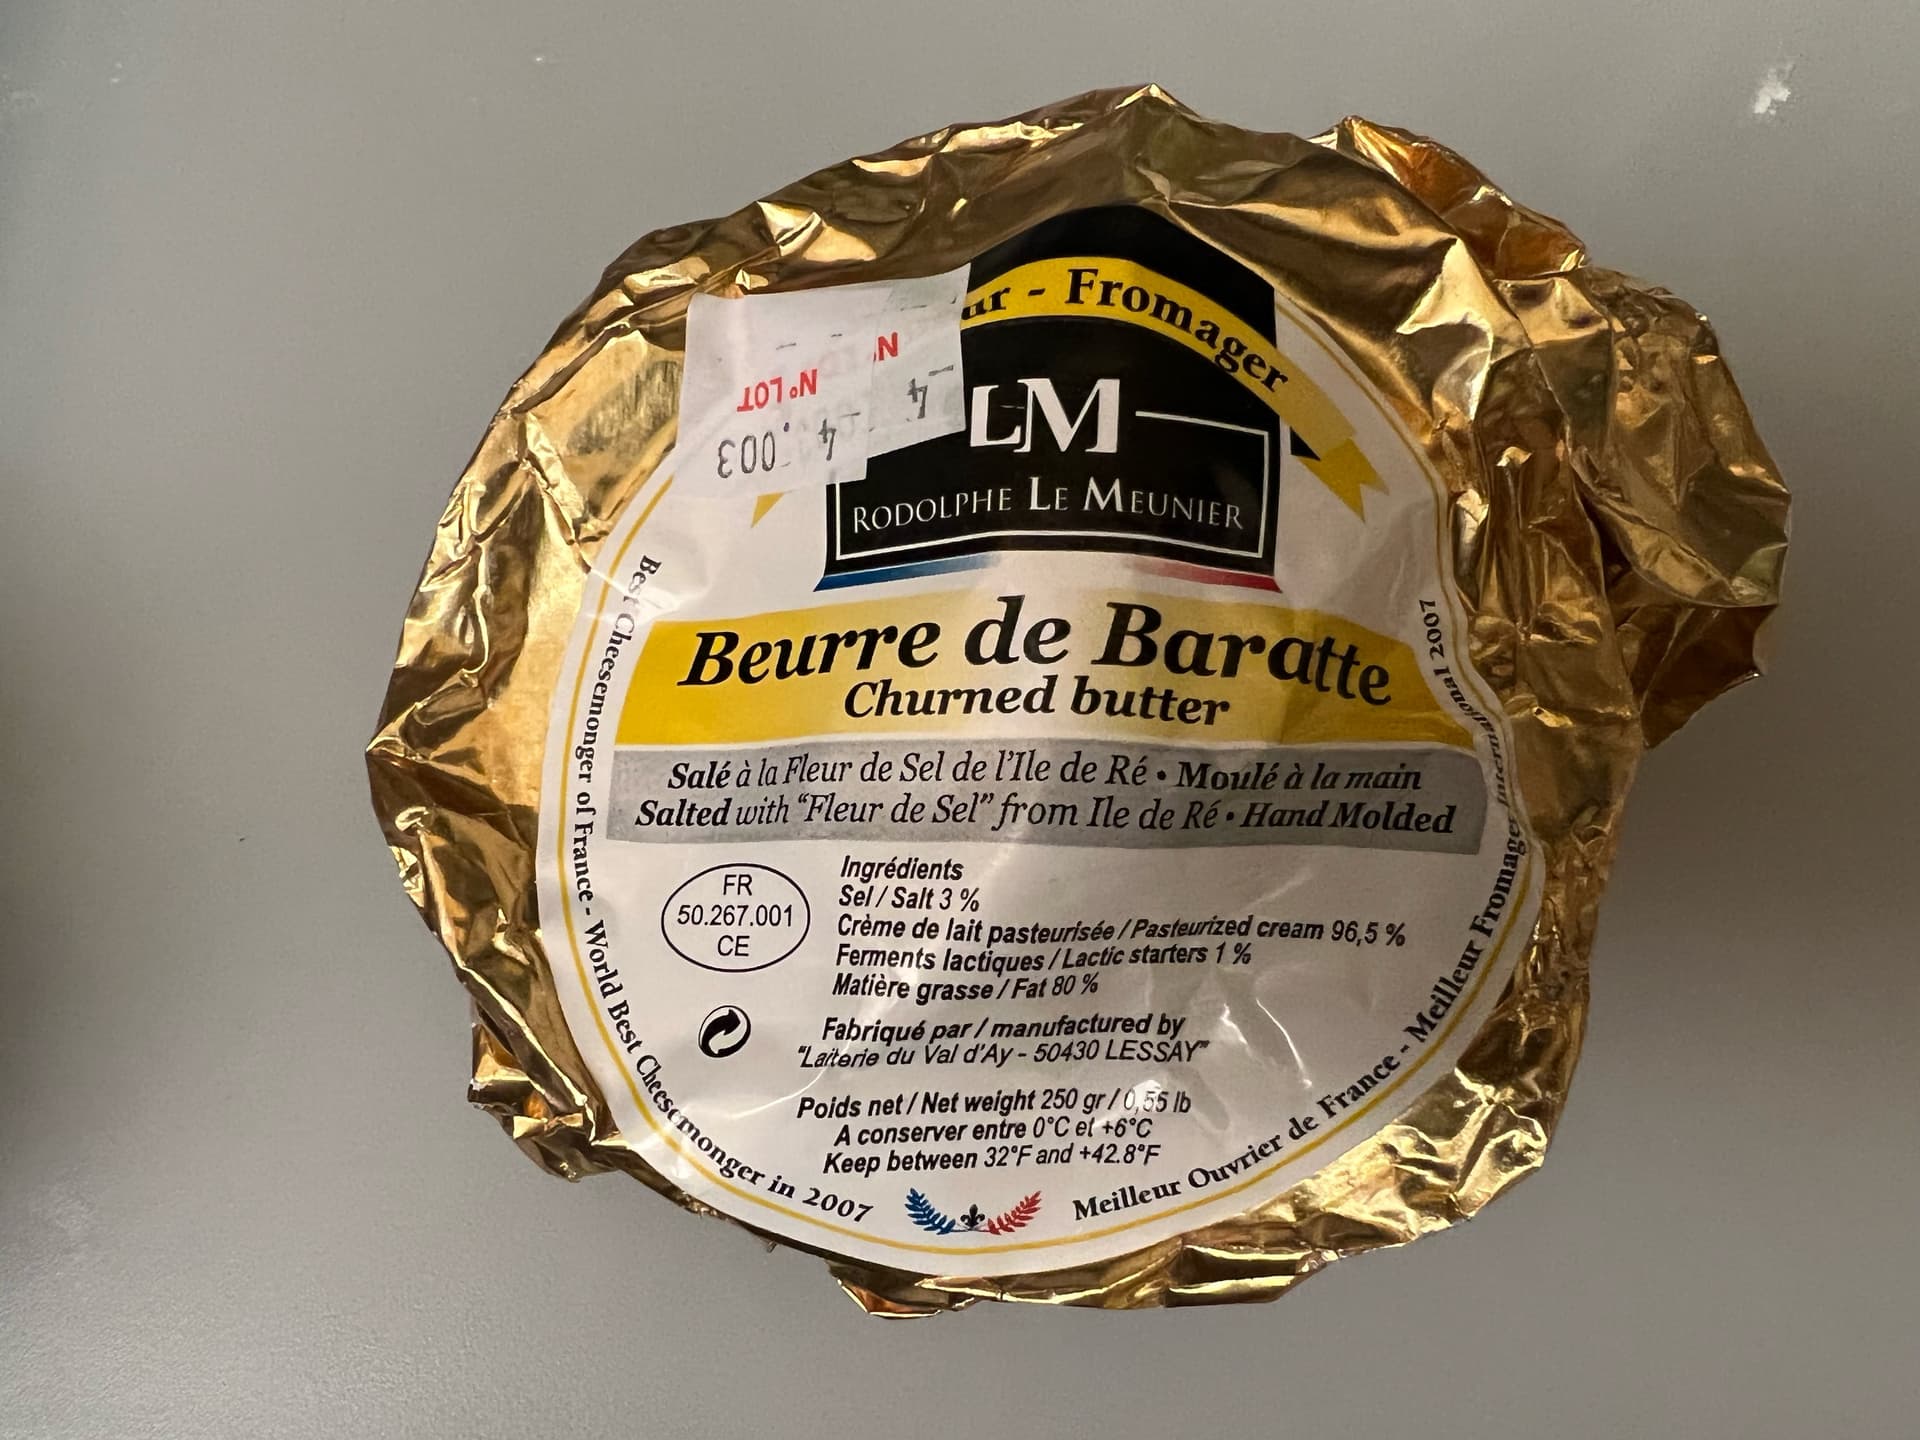 - Fromager
N° LOT
003
4
4
LM
RODOLPHE LE MEUNIER
Beurre de Baratte
Churned butter
Salé à la Fleur de Sel de l'Ile de Ré • Moulé à la main
Salted with “Fleur de Sel” from Ile de Ré • Hand Molded
FR
50.267.001
CE
Ingrédients
Sel / Salt 3 %
Crème de lait pasteurisée / Pasteurized cream 96,5 %
Ferments lactiques / Lactic starters 1 %
Matière grasse / Fat 80 %
Fabriqué par / manufactured by
"Laiterie du Val d'Ay - 50430 LESSAY"
Poids net / Net weight 250 gr / 0,55 lb
A conserver entre 0°C et +6°C
Keep between 32°F and +42.8°F
Best Cheesemonger of France - World Best Cheesemonger in 2007
Meilleur Ouvrier de France - Meilleur Fromager International 2007